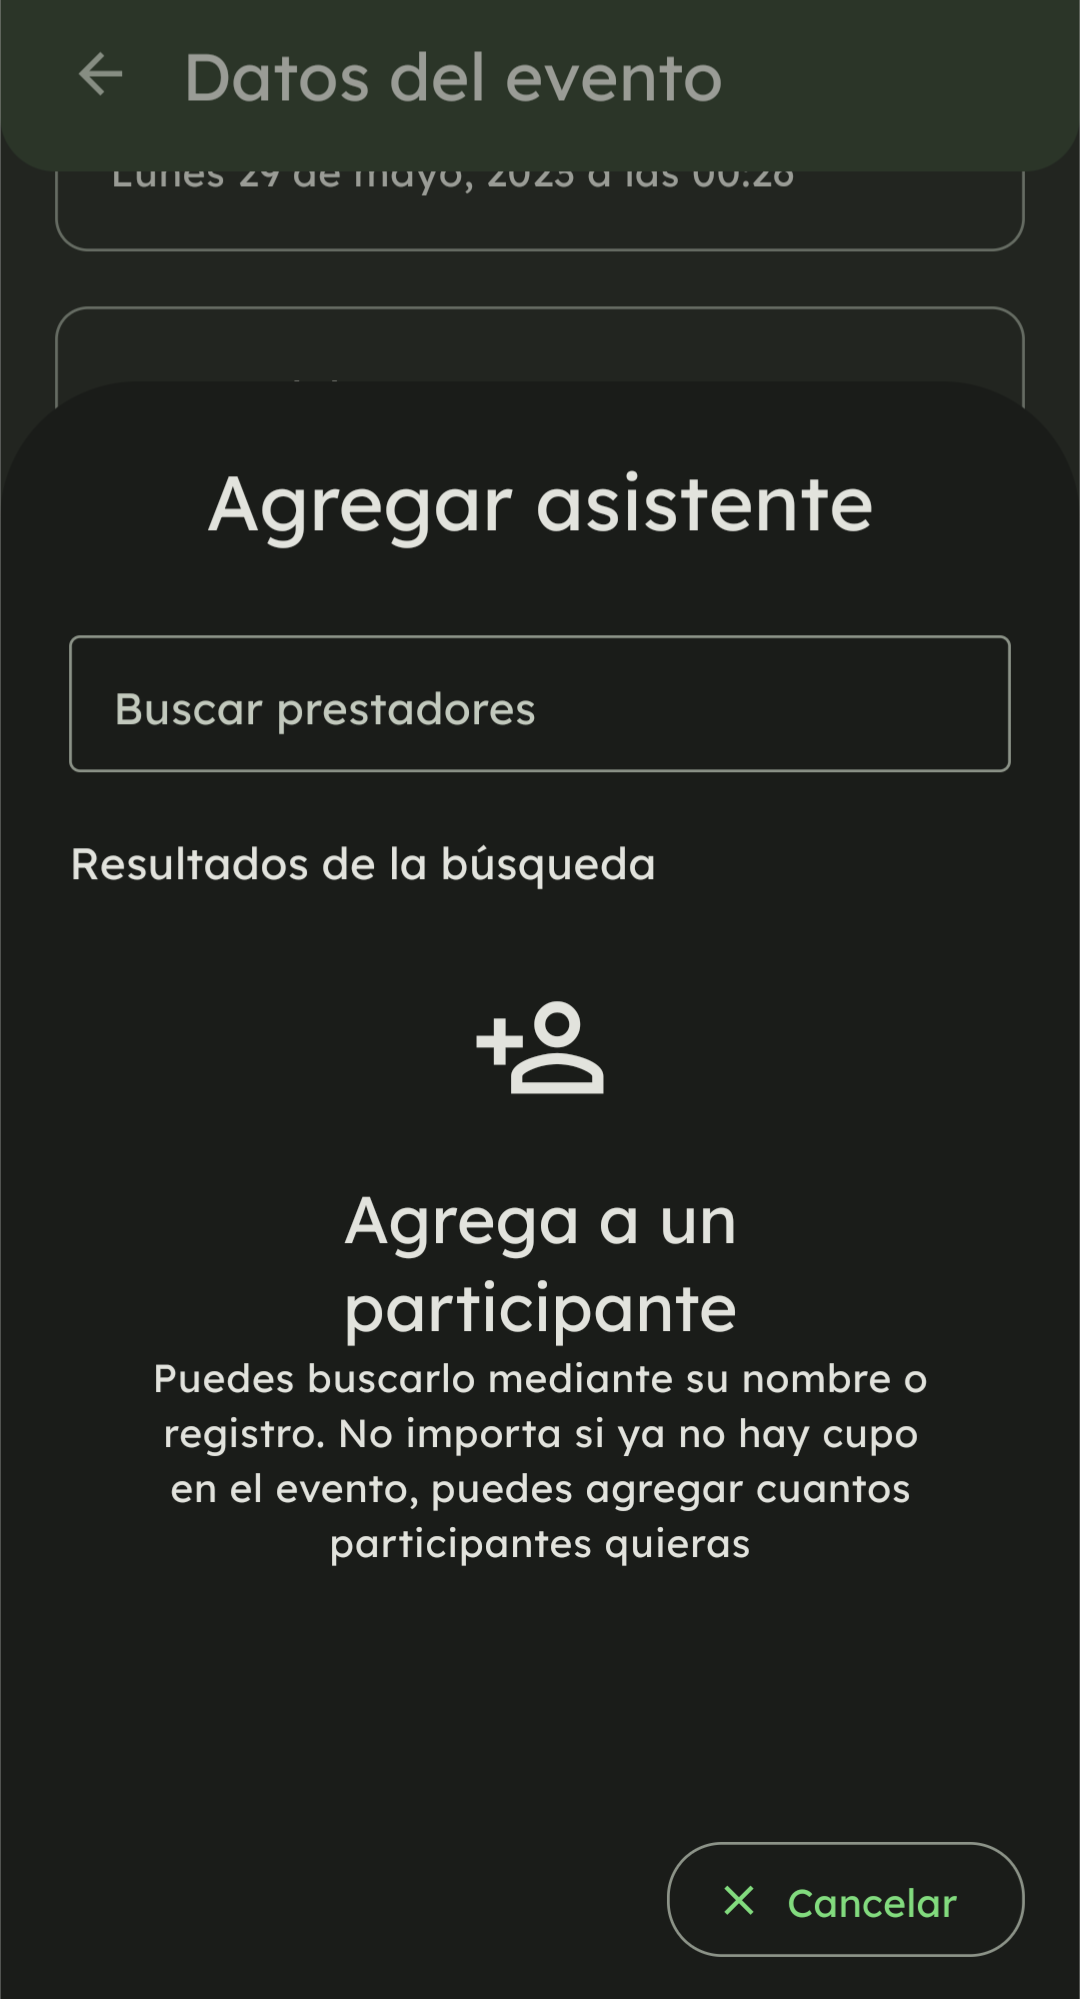 Datos del evento
Lunes 29 de mayo, 2023 a las 00:26
Agregar asistente
Buscar prestadores
Resultados de la búsqueda
Agrega a un
participante
Puedes buscarlo mediante su nombre o
registro. No importa si ya no hay cupo
en el evento, puedes agregar cuantos
participantes quieras
Cancelar